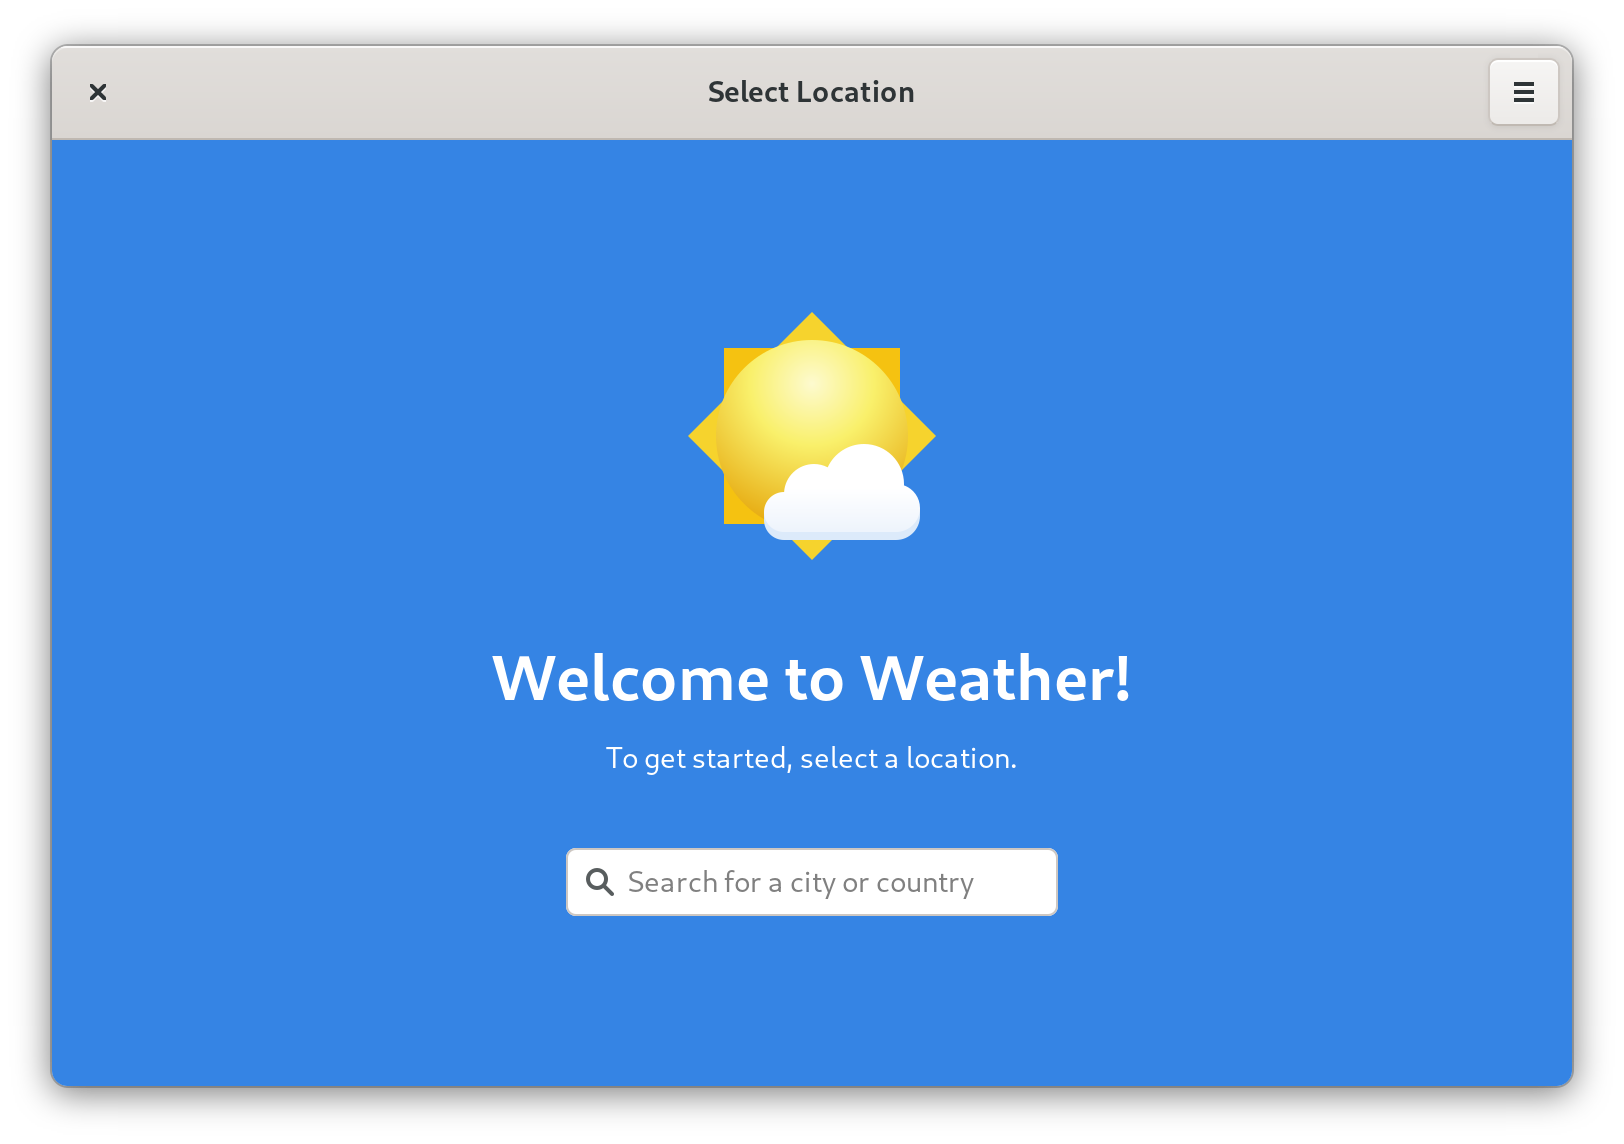 Select Location
Welcome to Weather!
To get started, select a location.
Search for a city or country